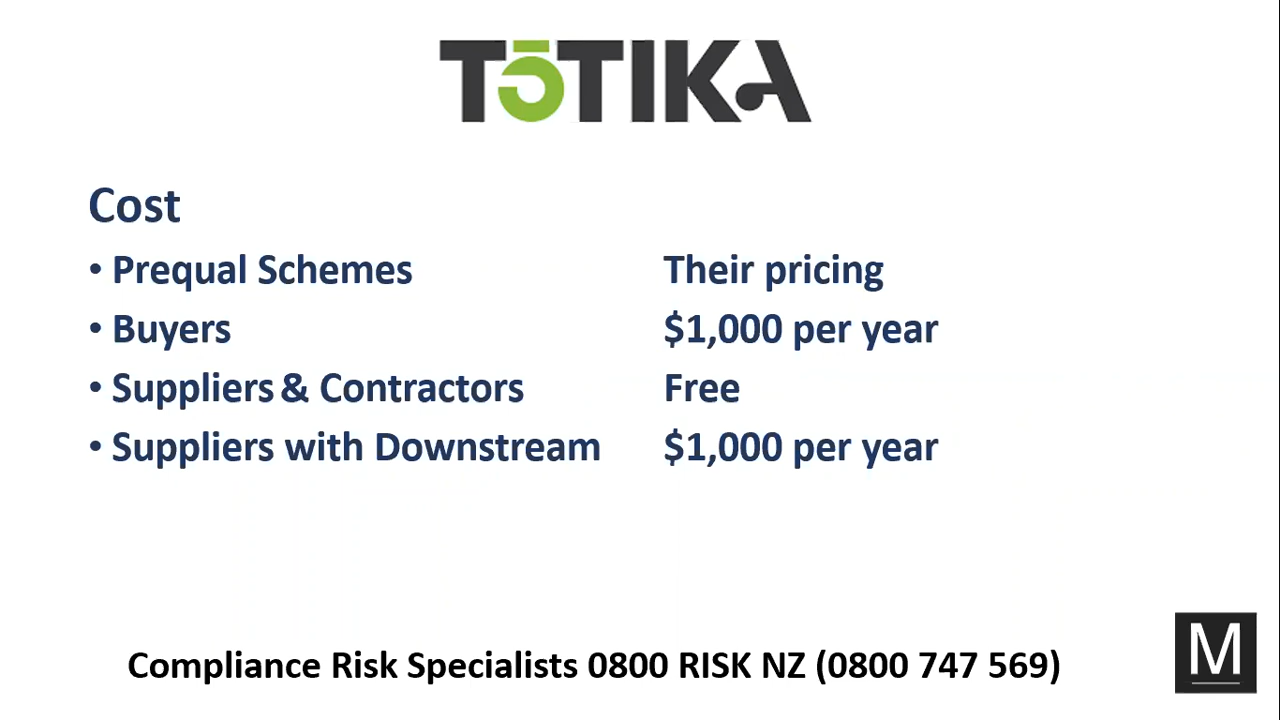 TŌTIKA
Cost
• Prequal Schemes Their pricing
• Buyers $1,000 per year
• Suppliers & Contractors Free
• Suppliers with Downstream $1,000 per year
Compliance Risk Specialists 0800 RISK NZ (0800 747 569)
M